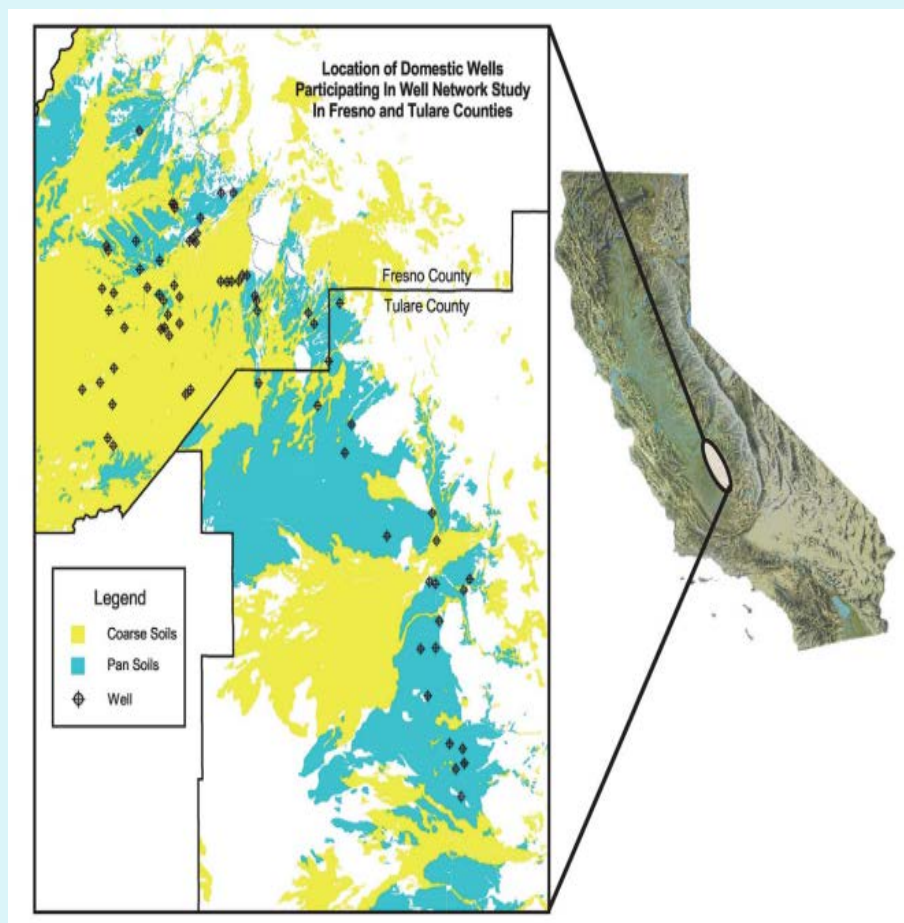 Location of Domestic Wells
Participating In Well Network Study
In Fresno and Tulare Counties
Fresno County
Tulare County
Legend
Coarse Soils
Pan Soils
Well